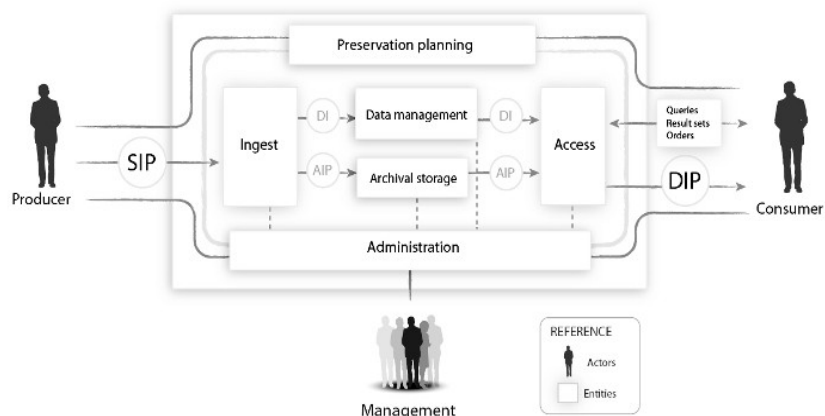 Preservation planning
Producer
SIP
Ingest
DI
Data management
DI
AIP
Archival storage
AIP
Access
Queries
Result sets
Orders
DIP
Consumer
Administration
Management
REFERENCE
Actors
Entities